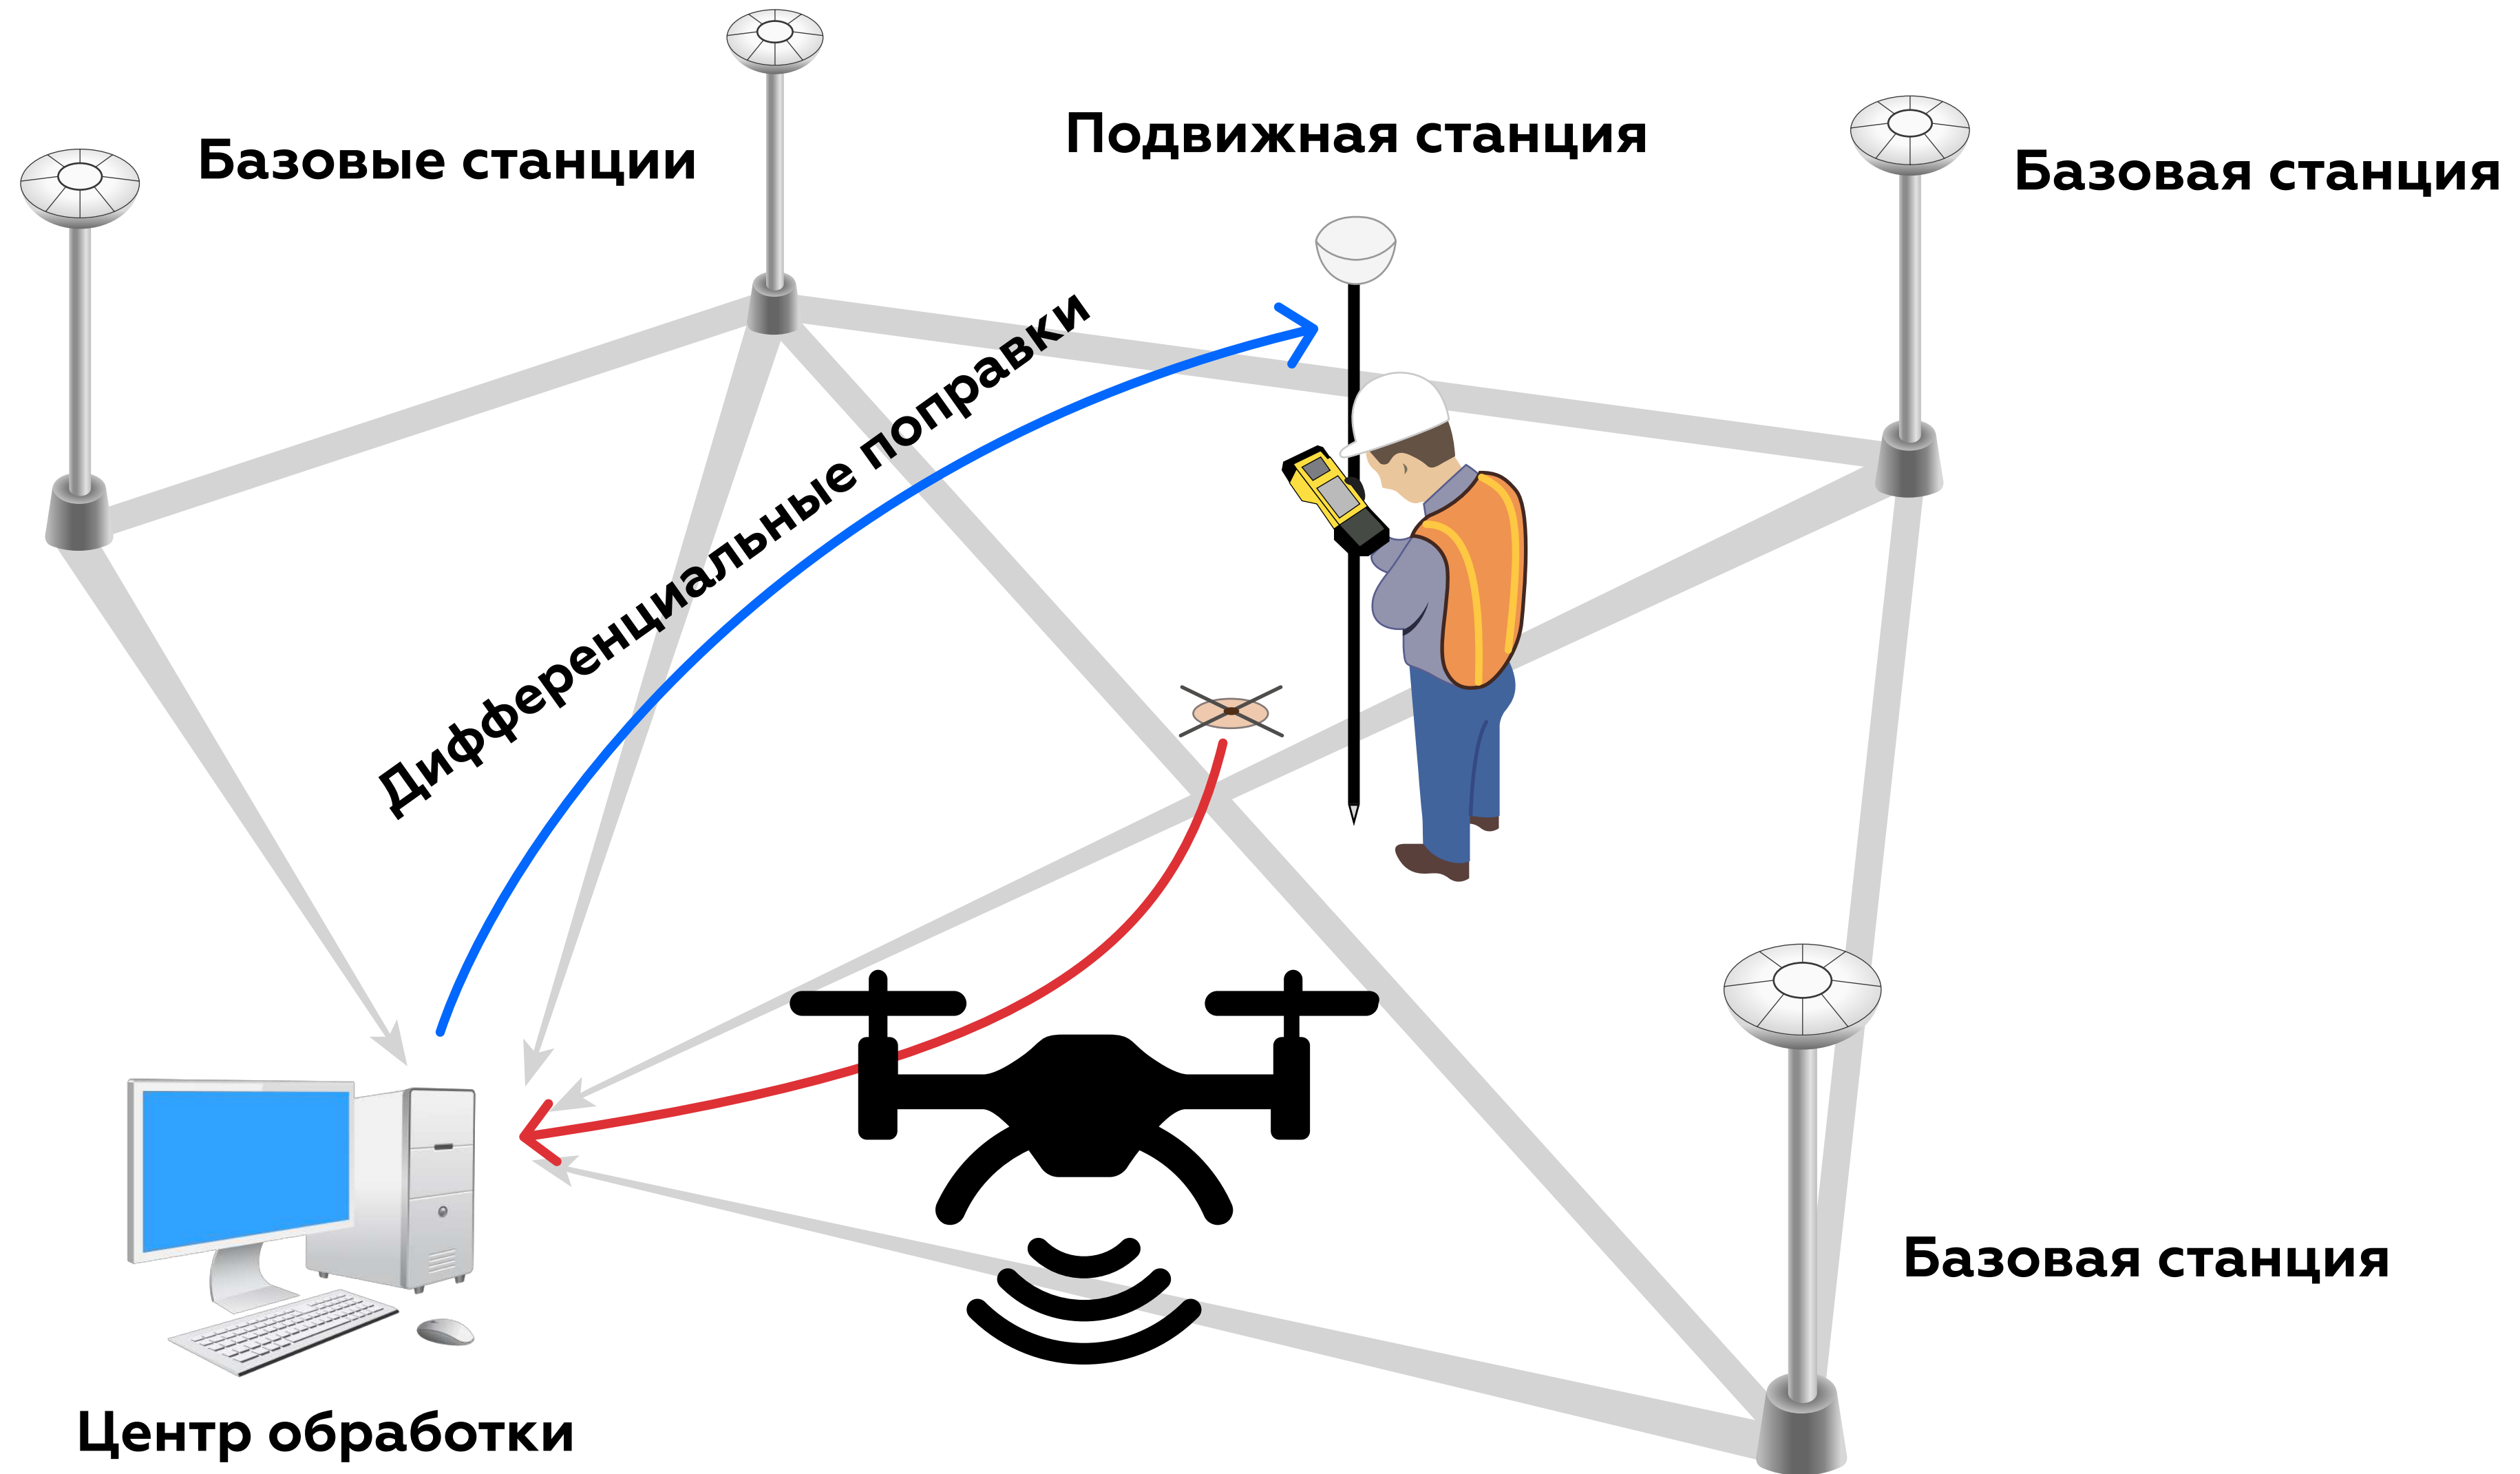 Базовые станции
Подвижная станция
Базовая станция
Дифференциальные поправки
Базовая станция
Центр обработки